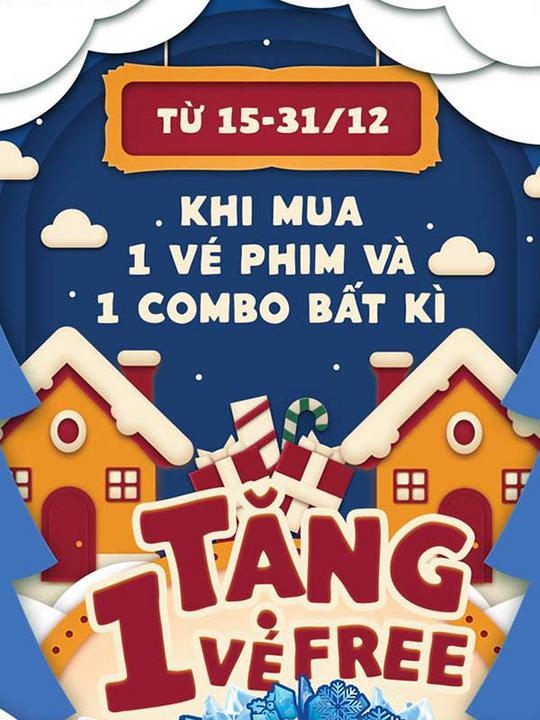 TỪ 15-31/12
KHI MUA
1 VÉ PHIM VÀ
1 COMBO BẤT KÌ
TẶNG
1 VÉ FREE